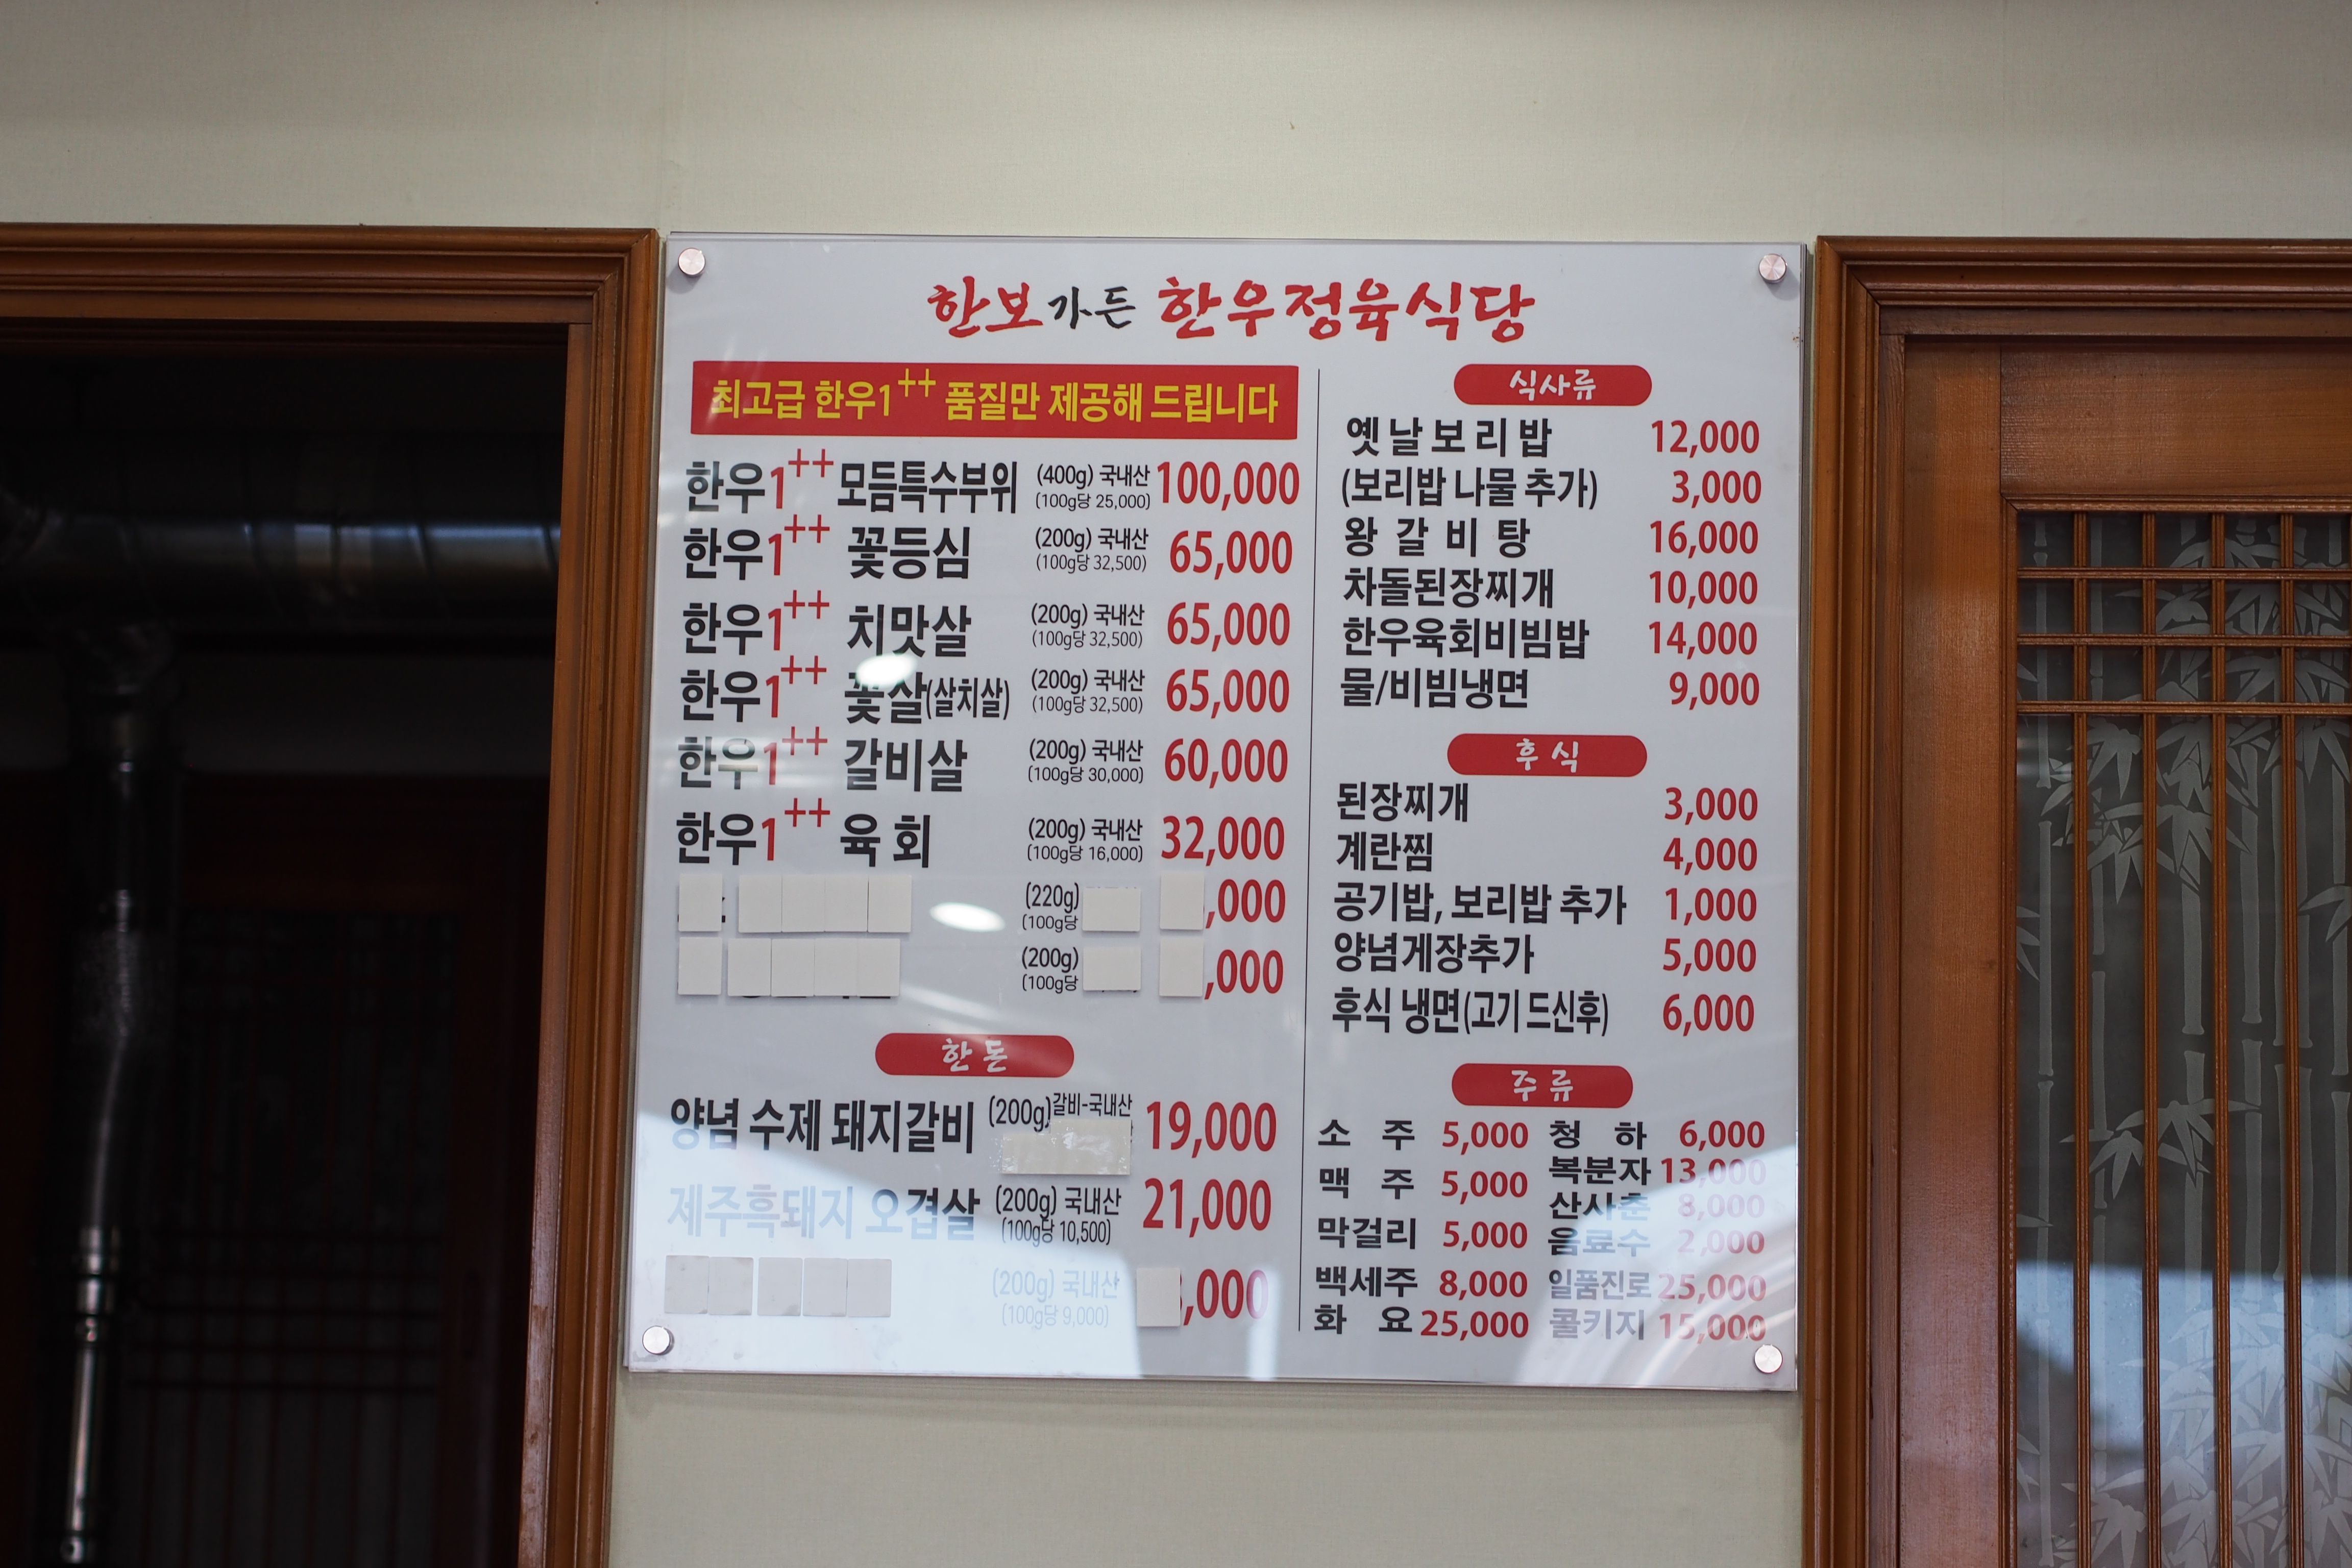 한보가든 한우정육식당
최고급 한우1++ 품질만 제공해 드립니다
한우1++ 모듬특수부위 (400g) 국내산 (100g당 25,000) 100,000
한우1++ 꽃등심 (200g) 국내산 (100g당 32,500) 65,000
한우1++ 치맛살 (200g) 국내산 (100g당 32,500) 65,000
한우1++ 꽃살(살치살) (200g) 국내산 (100g당 32,500) 65,000
한우1++ 갈비살 (200g) 국내산 (100g당 30,000) 60,000
한우1++ 육 회 (200g) 국내산 (100g당 16,000) 32,000
(220g) (100g당 ,000
(200g) (100g당 ,000
한 돈
양념 수제 돼지갈비 (200g) 갈비-국내산 19,000
제주흑돼지 오겹살 (200g) 국내산 (100g당 10,500) 21,000
(200g) 국내산 (100g당 9,000) ,000
식사류
옛날보리밥 12,000
(보리밥 나물 추가) 3,000
왕 갈 비 탕 16,000
차돌된장찌개 10,000
한우육회비빔밥 14,000
물/비빔냉면 9,000
후 식
된장찌개 3,000
계란찜 4,000
공기밥, 보리밥 추가 1,000
양념게장추가 5,000
후식 냉면(고기 드신후) 6,000
주 류
소 주 5,000 청 하 6,000
맥 주 5,000 복분자 13,000
산사춘 8,000
막걸리 5,000 음료수 2,000
백세주 8,000 일품진로 25,000
화 요 25,000 콜키지 15,000